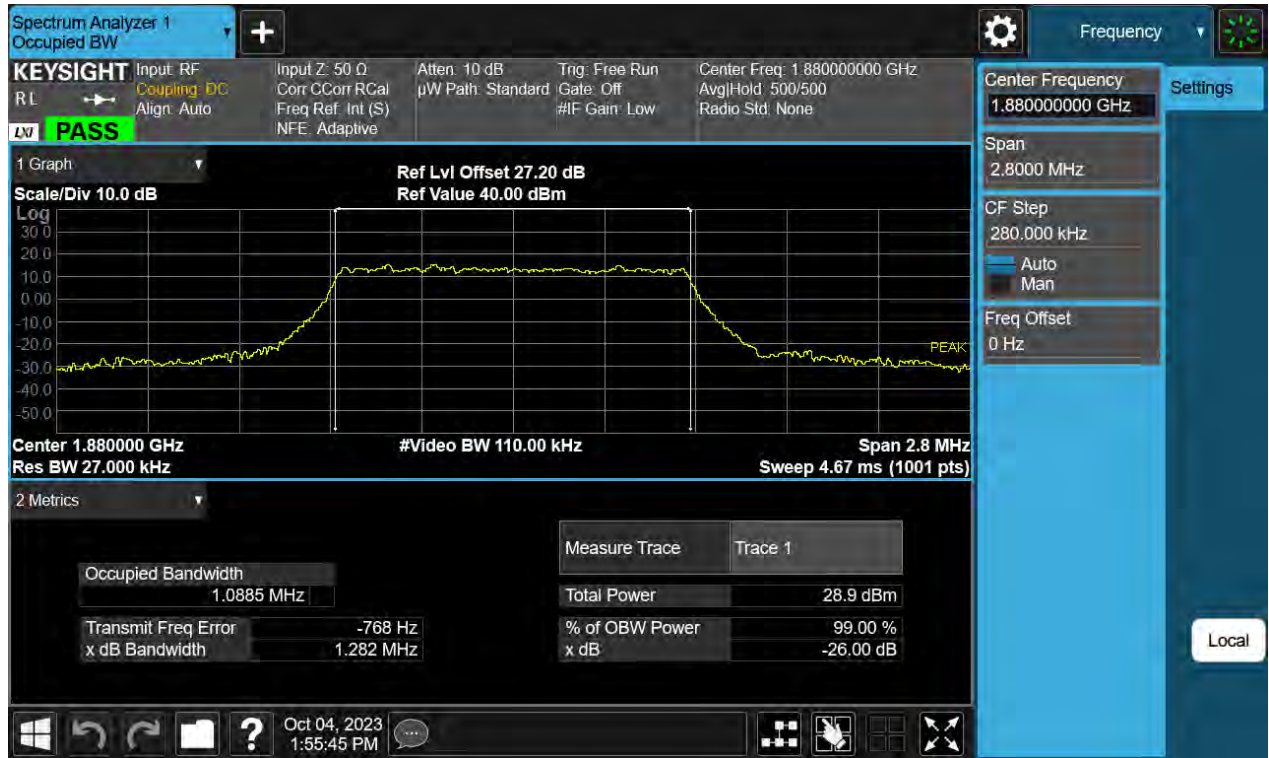 Spectrum Analyzer 1
Occupied BW
+
Frequency
KEYSIGHT
RL
LXI
PASS
Input: RF
Coupling: DC
Align: Auto
Input Z: 50 Ω
Corr CCorr RCal
Freq Ref: Int (S)
NFE: Adaptive
Atten: 10 dB
µW Path: Standard
Trig: Free Run
Gate: Off
#IF Gain: Low
Center Freq: 1.880000000 GHz
Avg|Hold: 500/500
Radio Std: None
Center Frequency
1.880000000 GHz
Settings
Span
2.8000 MHz
CF Step
280.000 kHz
Auto
Man
Freq Offset
0 Hz
Local
1 Graph
Scale/Div 10.0 dB
Ref Lvl Offset 27.20 dB
Ref Value 40.00 dBm
Log
30.0
20.0
10.0
0.00
-10.0
-20.0
-30.0
-40.0
-50.0
PEAK
Center 1.880000 GHz
#Video BW 110.00 kHz
Span 2.8 MHz
Res BW 27.000 kHz
Sweep 4.67 ms (1001 pts)
2 Metrics
Measure Trace Trace 1
Occupied Bandwidth
1.0885 MHz
Total Power 28.9 dBm
Transmit Freq Error -768 Hz
% of OBW Power 99.00 %
x dB Bandwidth 1.282 MHz
x dB -26.00 dB
?
Oct 04, 2023
1:55:45 PM